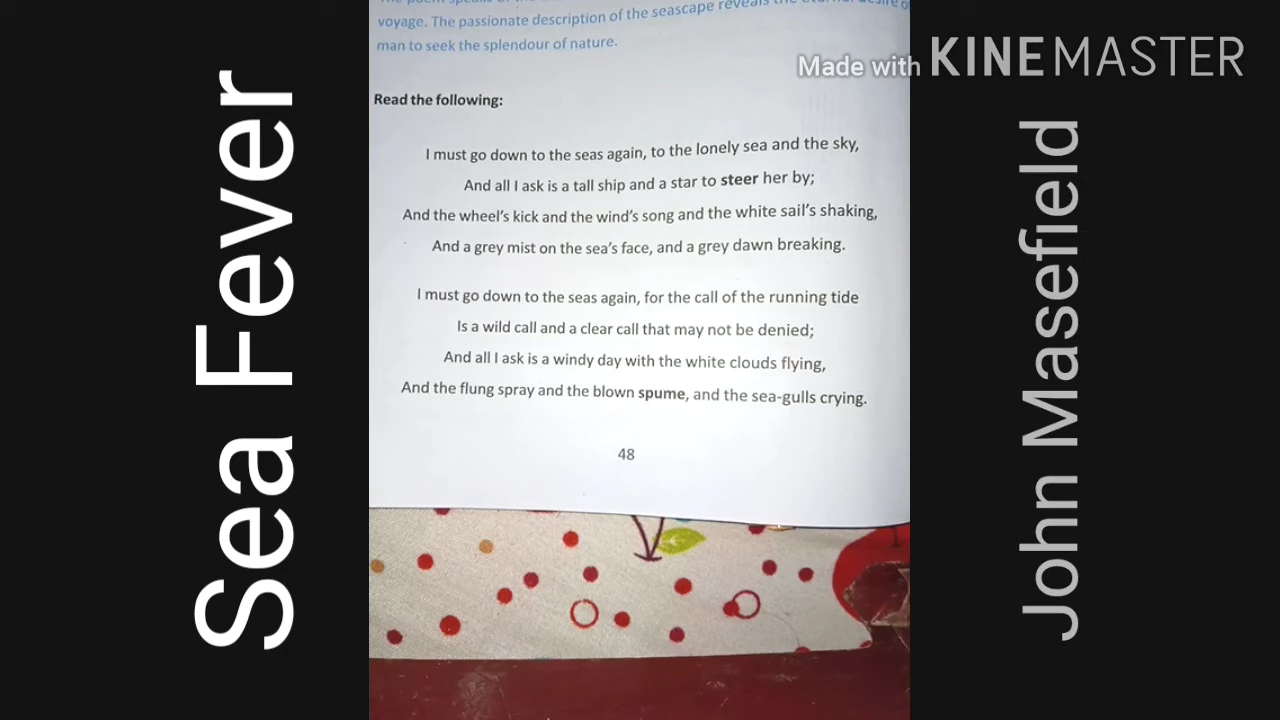 voyage. The passionate description of the seascape reveals the eternal desire of
man to seek the splendour of nature.
Made with KINEMASTER
Read the following:
I must go down to the seas again, to the lonely sea and the sky,
And all I ask is a tall ship and a star to steer her by;
And the wheel's kick and the wind's song and the white sail's shaking,
And a grey mist on the sea's face, and a grey dawn breaking.
I must go down to the seas again, for the call of the running tide
Is a wild call and a clear call that may not be denied;
And all I ask is a windy day with the white clouds flying,
And the flung spray and the blown spume, and the sea-gulls crying.
48
Sea Fever
John Masefield